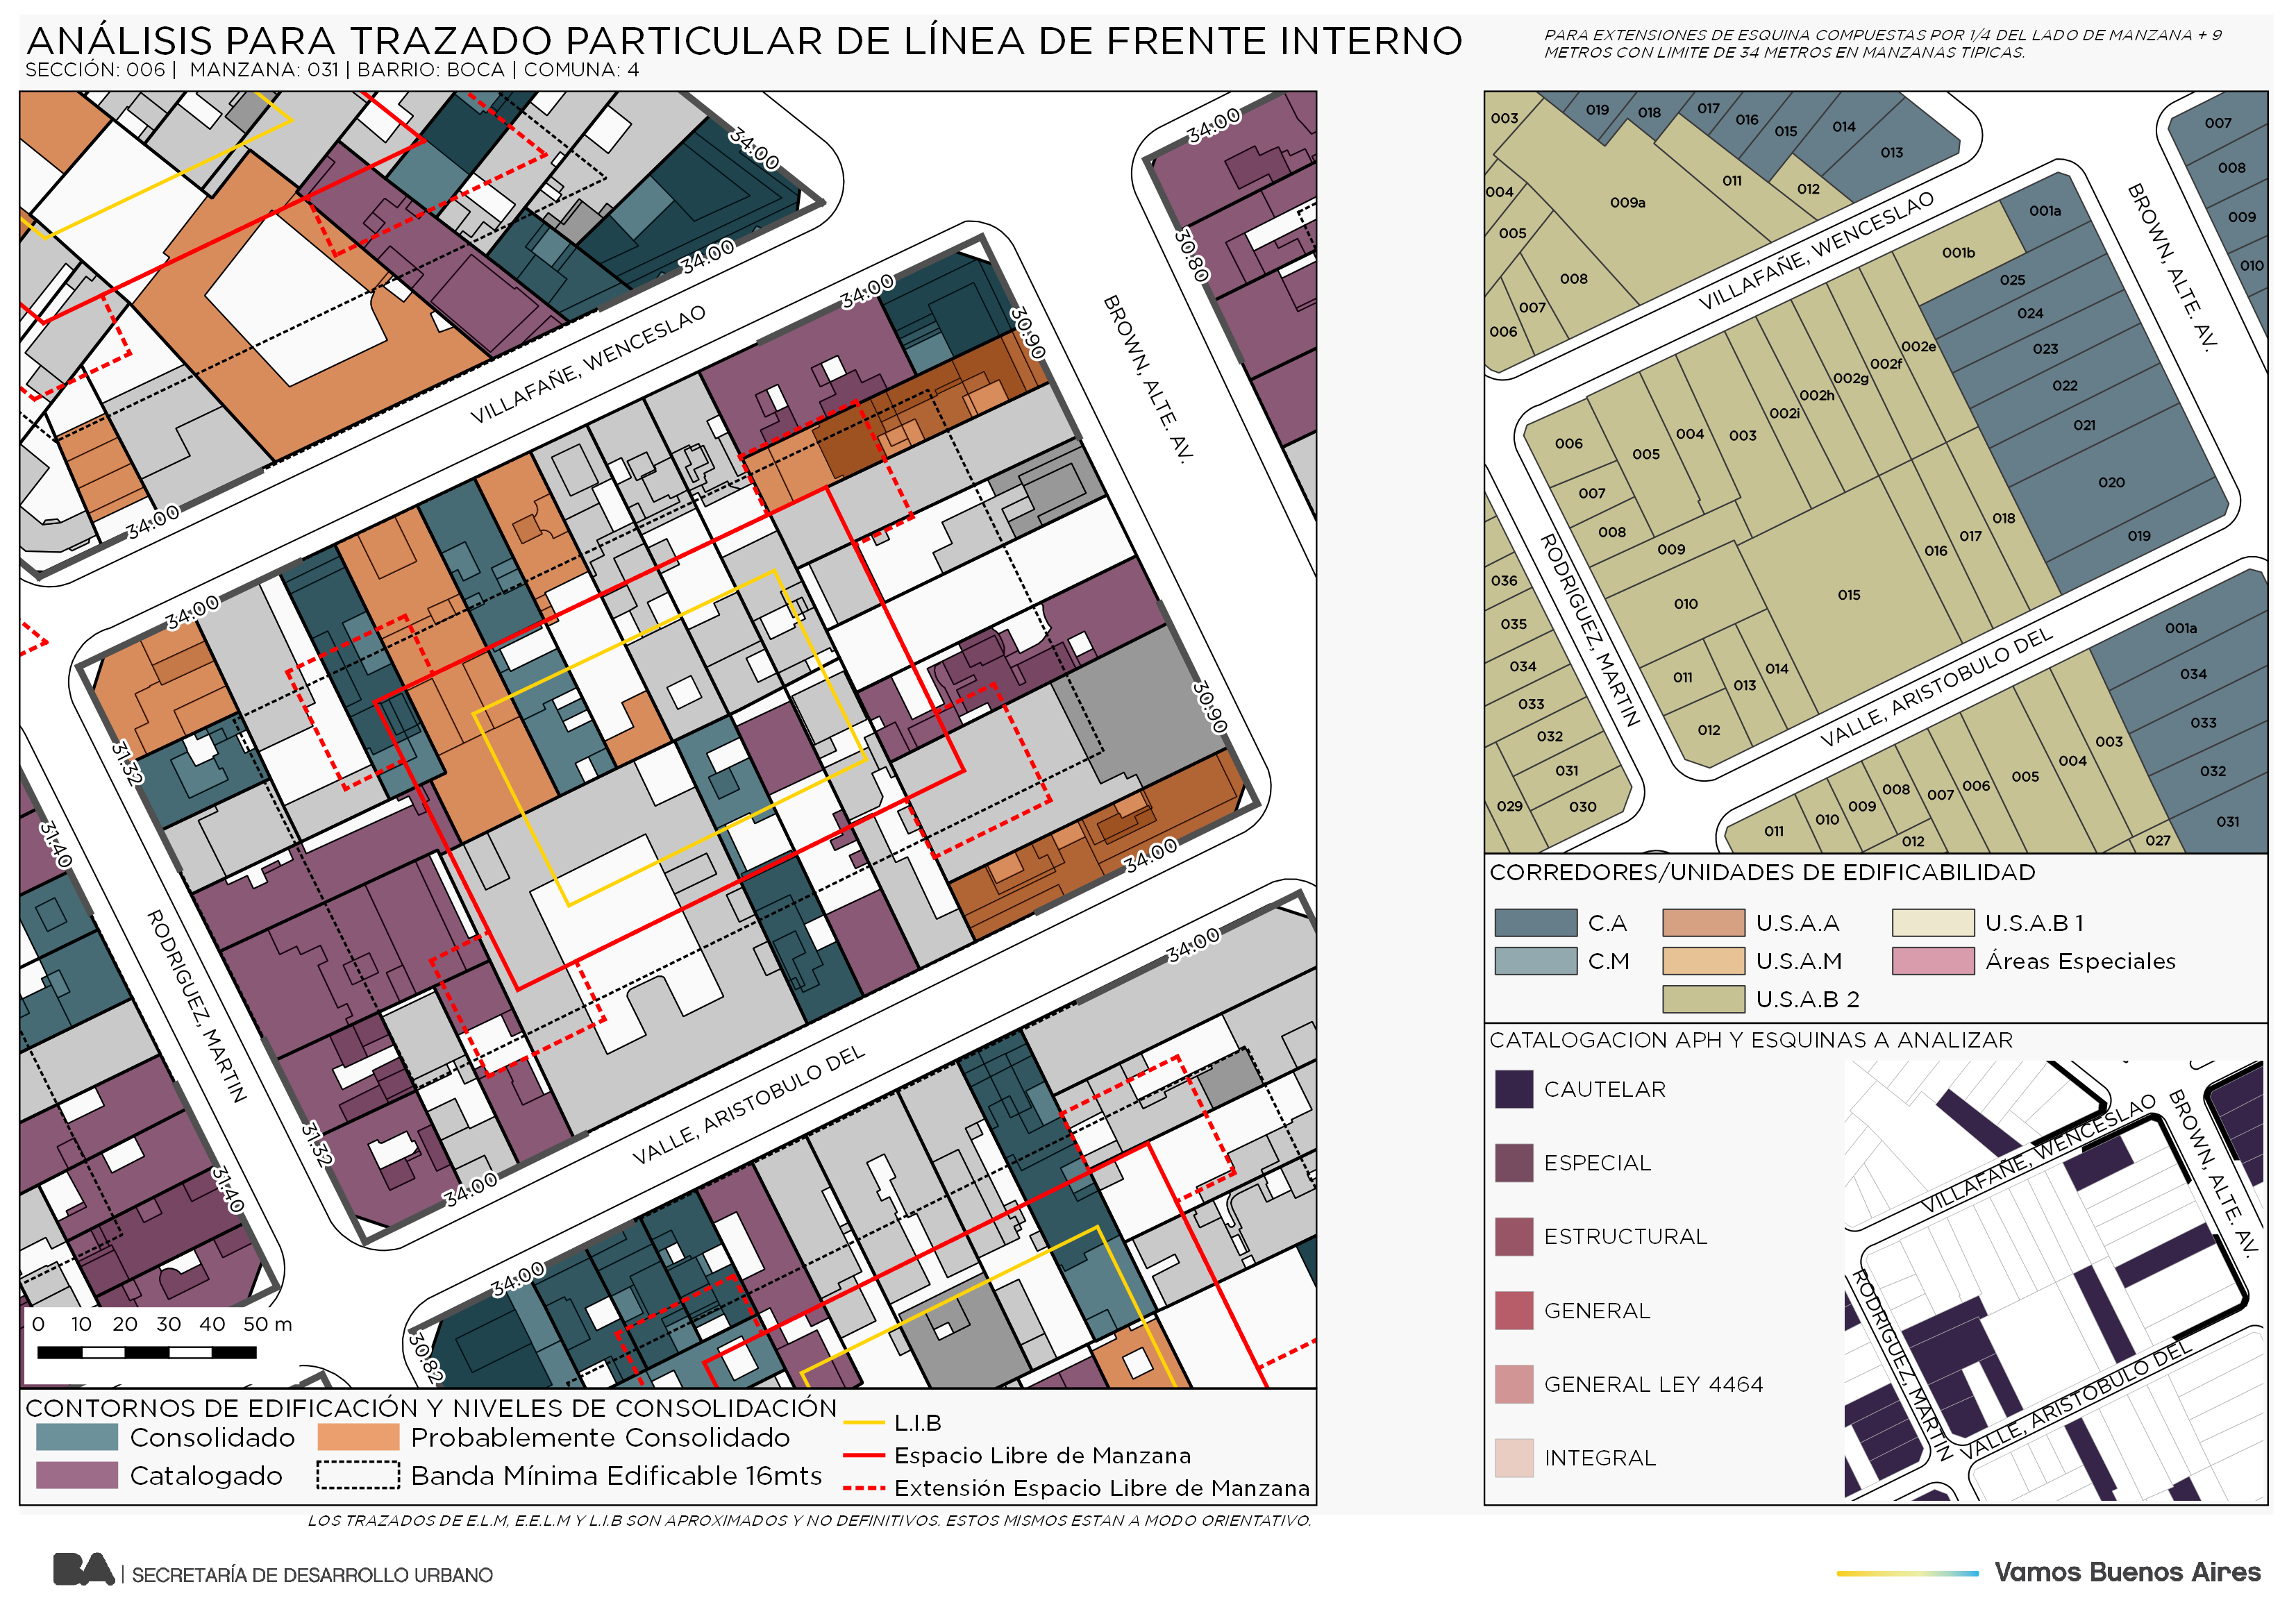 ANÁLISIS PARA TRAZADO PARTICULAR DE LÍNEA DE FRENTE INTERNO
SECCIÓN: 006 | MANZANA: 031 | BARRIO: BOCA | COMUNA: 4
PARA EXTENSIONES DE ESQUINA COMPUESTAS POR 1/4 DEL LADO DE MANZANA + 9
METROS CON LIMITE DE 34 METROS EN MANZANAS TIPICAS.
34:00
34:00
34:00
34:00
30.80
30.90
BROWN, ALTE. AV.
VILLAFAÑE, WENCESLAO
34:00
34:00
31.32
30.90
31.40
34:00
RODRIGUEZ, MARTIN
34:00
31.32
VALLE, ARISTOBULO DEL
34:00
31.40
34:00
30.82
0 10 20 30 40 50 m
CONTORNOS DE EDIFICACIÓN Y NIVELES DE CONSOLIDACIÓN
Consolidado
Probablemente Consolidado
Catalogado
Banda Mínima Edificable 16mts
L.I.B
Espacio Libre de Manzana
Extensión Espacio Libre de Manzana
LOS TRAZADOS DE E.L.M, E.E.L.M Y L.I.B SON APROXIMADOS Y NO DEFINITIVOS. ESTOS MISMOS ESTAN A MODO ORIENTATIVO.
003 019 018 017 016 015 014 013 007
008
004 009a 011 012
005 001a 009
008 001b 010
007 025
006 024
VILLAFAÑE, WENCESLAO
BROWN, ALTE. AV.
002e 023
002f 022
002g
002h
002i 021
006 005 004 003
007 020
008 018 019
009 017
016
036 010 015
035 001a
034 011 014 034
033 013
032 012 003 033
031 004 032
029 030 005
006
007
008
009
010 031
011 012 027
RODRIGUEZ, MARTIN
VALLE, ARISTOBULO DEL
CORREDORES/UNIDADES DE EDIFICABILIDAD
C.A
U.S.A.A
U.S.A.B 1
C.M
U.S.A.M
Áreas Especiales
U.S.A.B 2
CATALOGACION APH Y ESQUINAS A ANALIZAR
CAUTELAR
ESPECIAL
ESTRUCTURAL
GENERAL
GENERAL LEY 4464
INTEGRAL
VILLAFAÑE, WENCESLAO
BROWN, ALTE. AV.
RODRIGUEZ, MARTIN
VALLE, ARISTOBULO DEL
BA | SECRETARÍA DE DESARROLLO URBANO
Vamos Buenos Aires